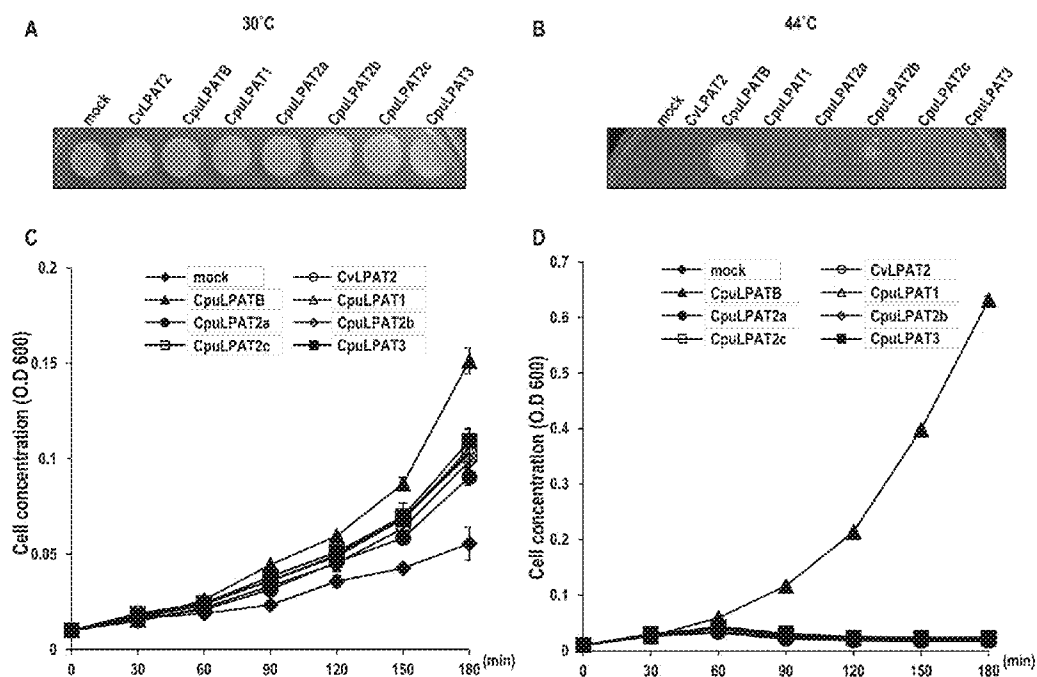 A
30°C
B
44°C
mock
CvLPAT2
CpuLPATB
CpuLPAT1
CpuLPAT2a
CpuLPAT2b
CpuLPAT2c
CpuLPAT3
mock
CvLPAT2
CpuLPATB
CpuLPAT1
CpuLPAT2a
CpuLPAT2b
CpuLPAT2c
CpuLPAT3
C
Cell concentration (O.D 600)
0.2
0.15
0.1
0.05
0
mock
CvLPAT2
CpuLPATB
CpuLPAT1
CpuLPAT2a
CpuLPAT2b
CpuLPAT2c
CpuLPAT3
0 30 60 90 120 150 180 (min)
D
Cell concentration (O.D 600)
0.7
0.6
0.5
0.4
0.3
0.2
0.1
0
mock
CvLPAT2
CpuLPATB
CpuLPAT1
CpuLPAT2a
CpuLPAT2b
CpuLPAT2c
CpuLPAT3
0 30 60 90 120 150 180 (min)